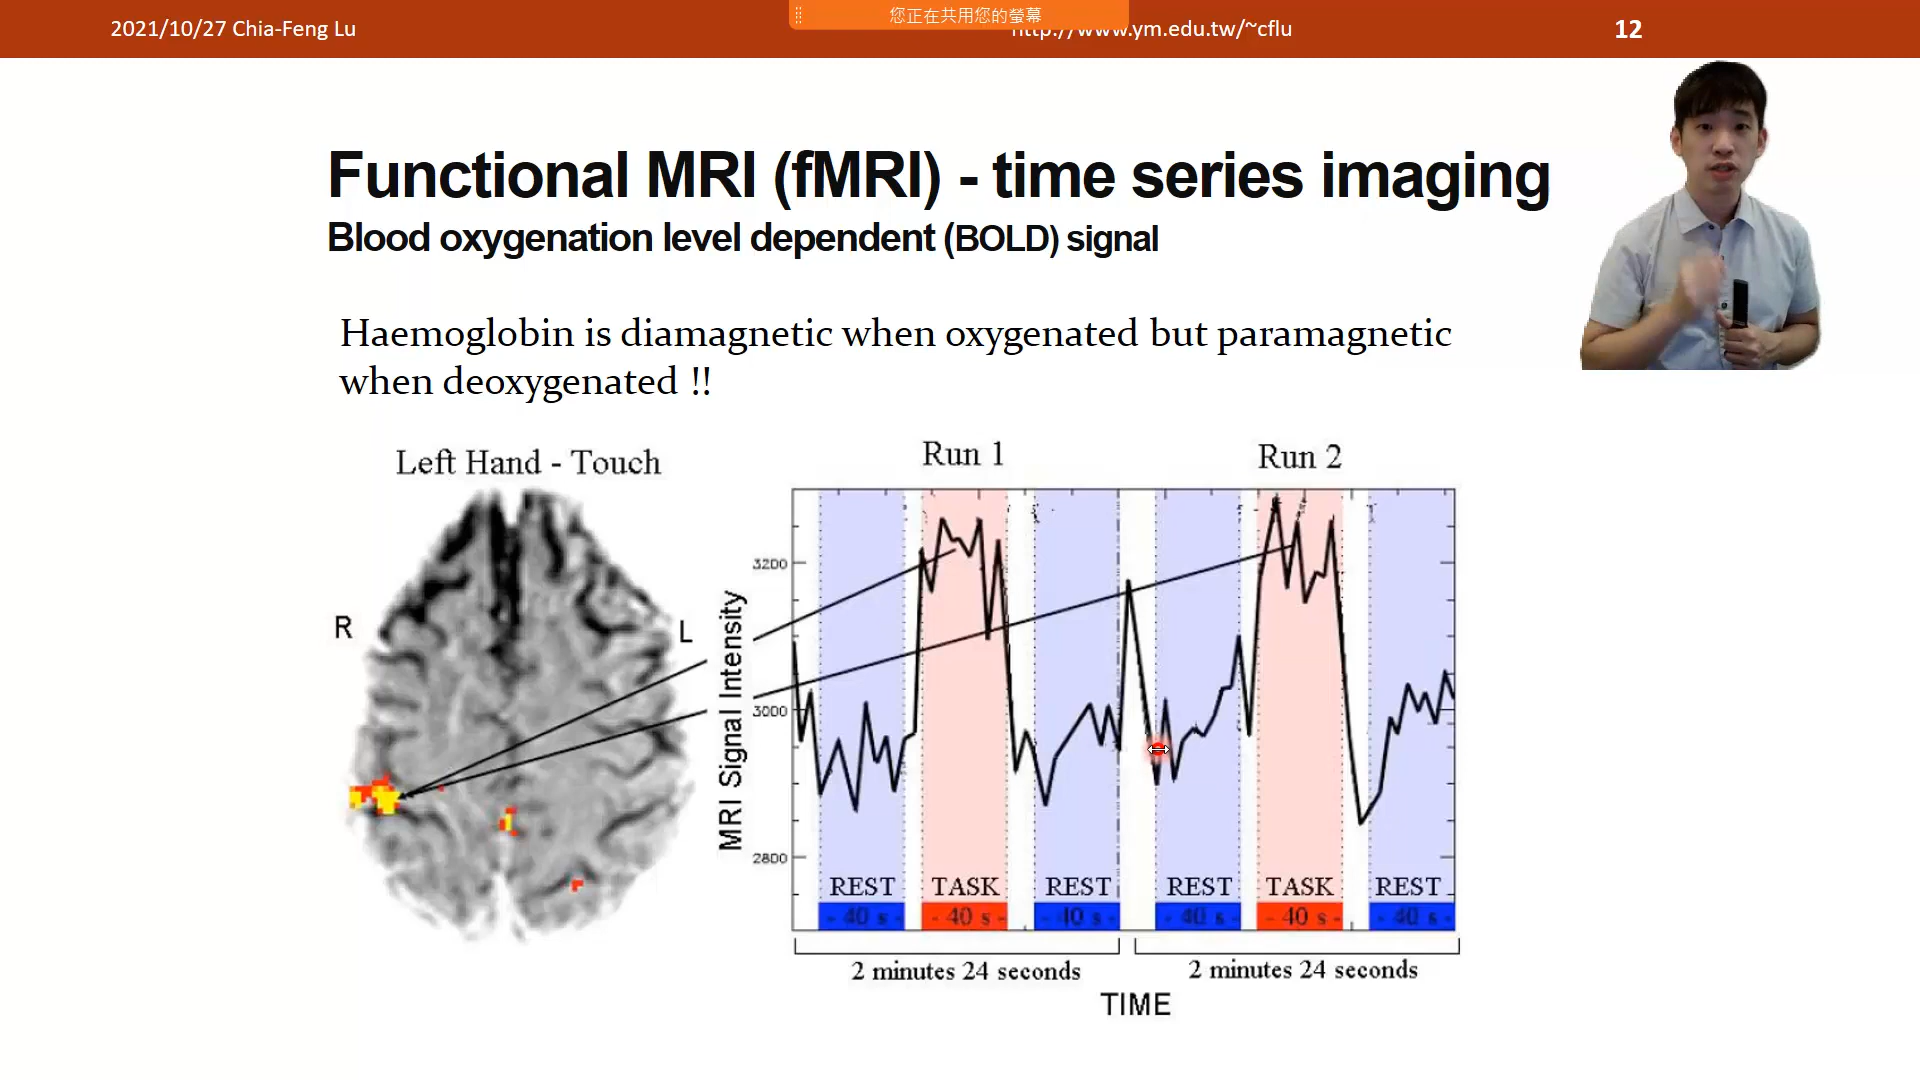 2021/10/27 Chia-Feng Lu
您正在共用您的螢幕
http://www.ym.edu.tw/~cflu
12
Functional MRI (fMRI) - time series imaging
Blood oxygenation level dependent (BOLD) signal
Haemoglobin is diamagnetic when oxygenated but paramagnetic
when deoxygenated !!
Left Hand - Touch
R
L
Run 1
Run 2
MRI Signal Intensity
3200
3000
2800
REST TASK REST REST TASK REST
- 40 s - - 40 s - - 40 s - - 40 s - - 40 s - - 40 s -
2 minutes 24 seconds
2 minutes 24 seconds
TIME